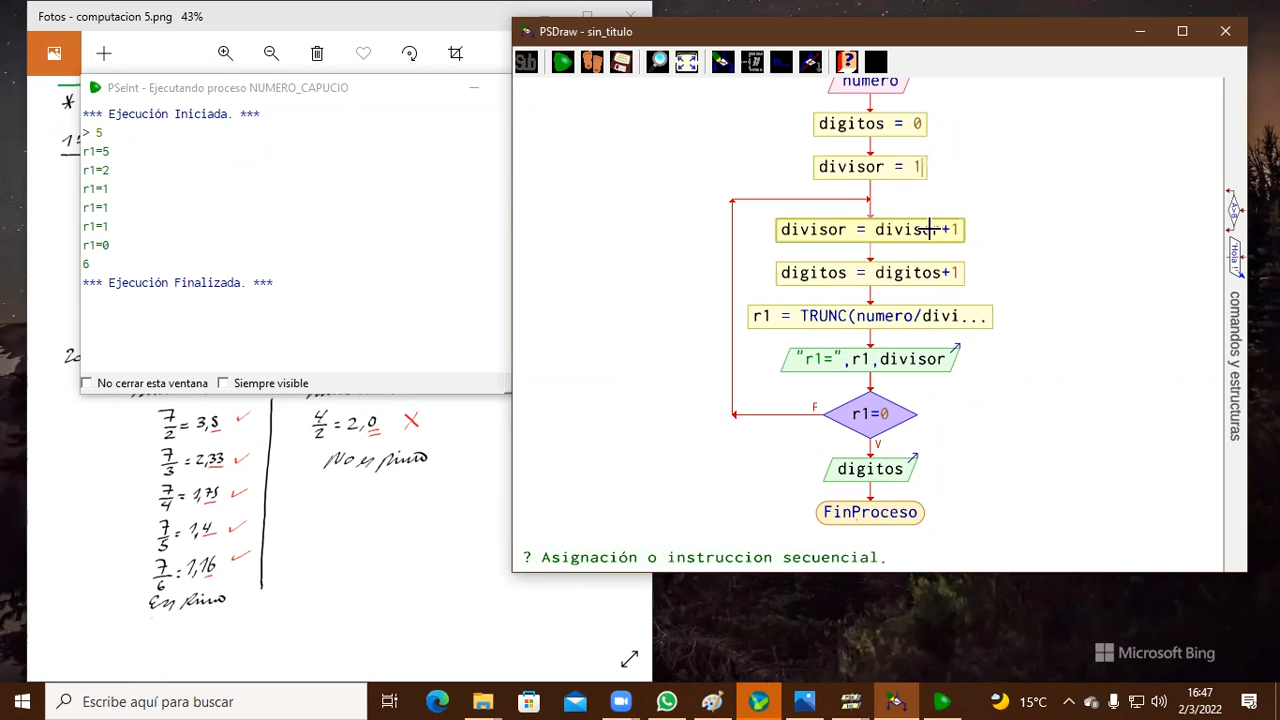 Fotos - computacion 5.png   43%
PSDraw - sin_titulo
Sub
PSeInt - Ejecutando proceso NUMERO_CAPUCIO
*** Ejecución Iniciada. ***
> 5
r1=5
r1=2
r1=1
r1=1
r1=1
r1=0
6
*** Ejecución Finalizada. ***
No cerrar esta ventana   Siempre visible
7/2 = 3,5
7/3 = 2,33
7/4 = 1,75
7/5 = 1,4
7/6 = 1,16
4/2 = 2,0 X
numero
digitos = 0
divisor = 1
divisor = divisor+1
digitos = digitos+1
r1 = TRUNC(numero/divi...
"r1=",r1,divisor
F
r1=0
V
digitos
FinProceso
? Asignación o instruccion secuencial.
comandos y estructuras
A>B
'Hola!'
Microsoft Bing
Escribe aquí para buscar
15°C
16:47
2/3/2022